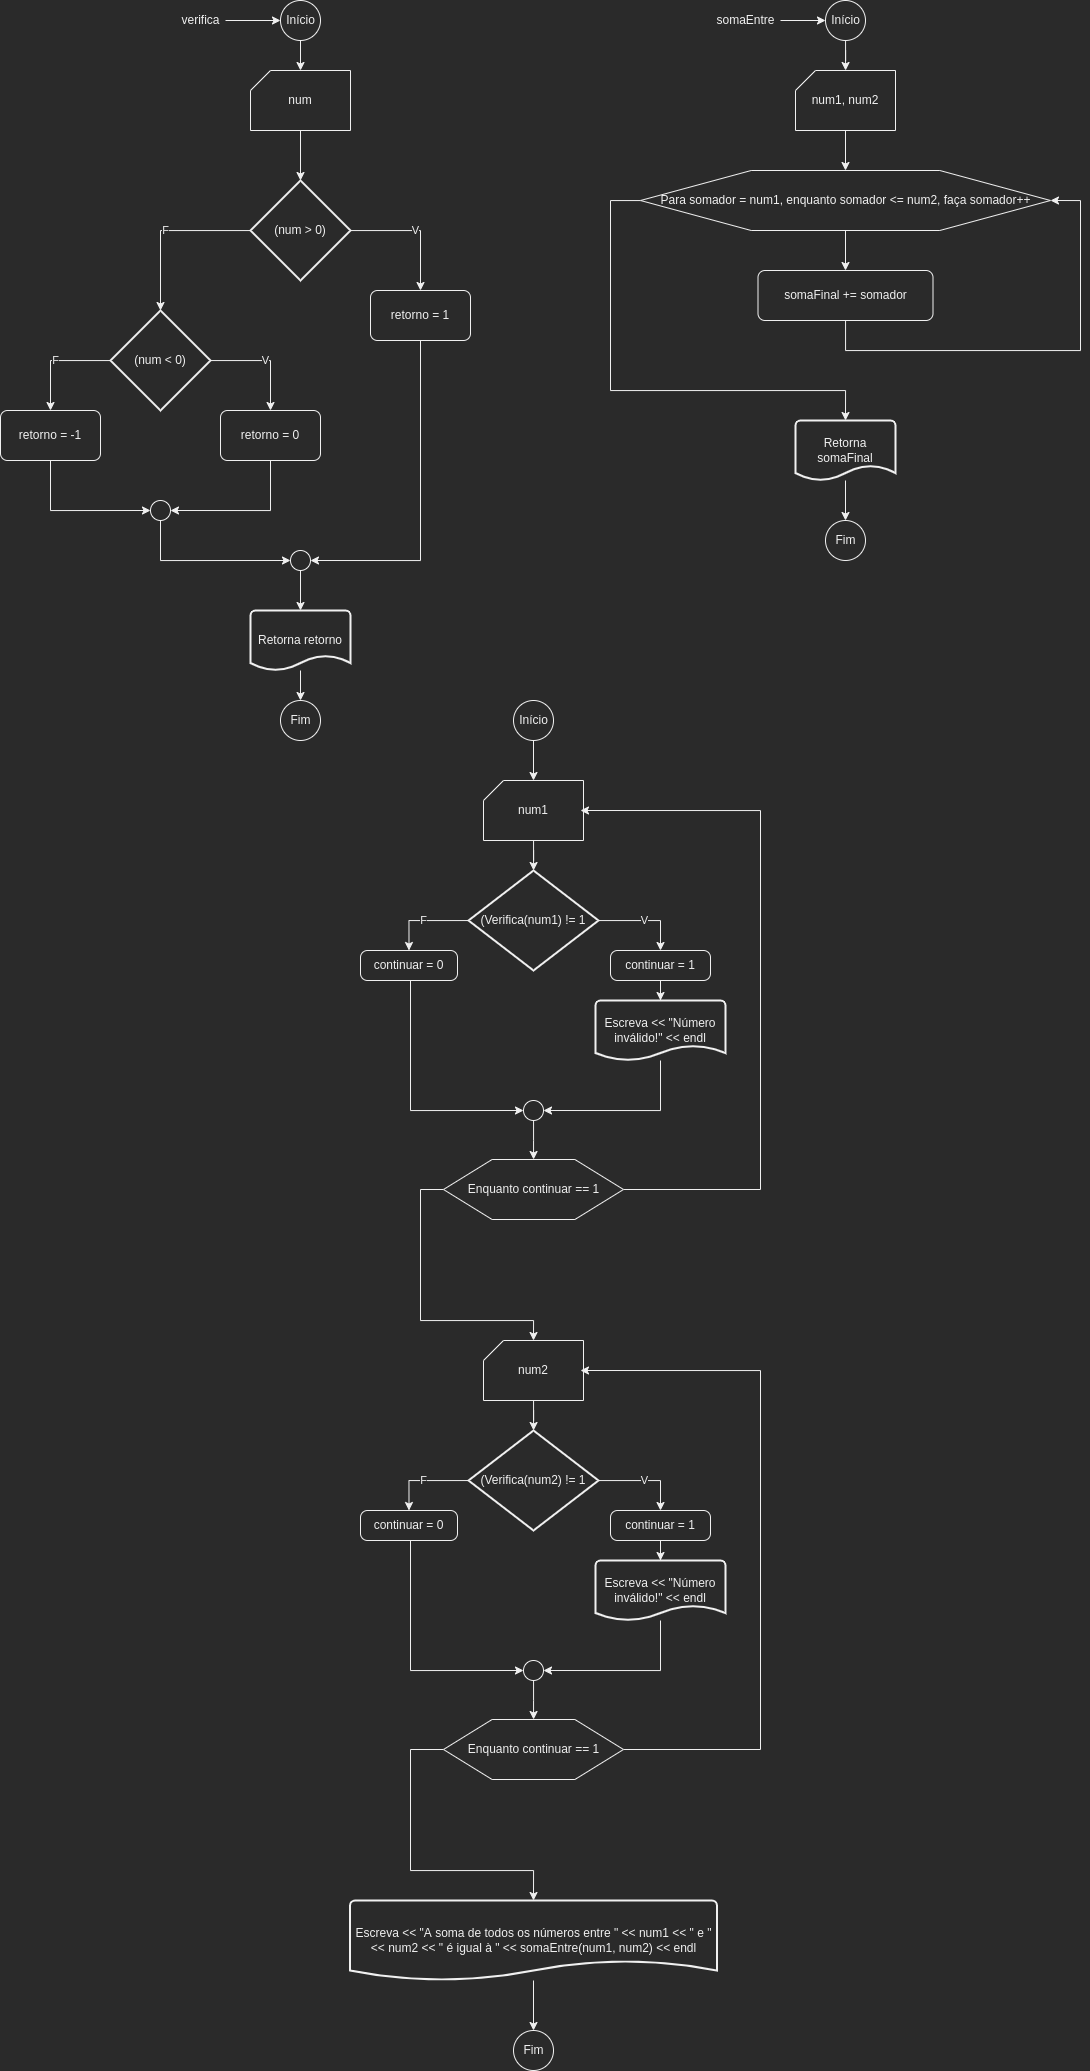 verifica
Início
num
(num > 0)
F
V
retorno = 1
(num < 0)
F
V
retorno = -1
retorno = 0
Retorna retorno
Fim
somaEntre
Início
num1, num2
Para somador = num1, enquanto somador <= num2, faça somador++
somaFinal += somador
Retorna
somaFinal
Fim
Início
num1
(Verifica(num1) != 1
F
V
continuar = 0
continuar = 1
Escreva << "Número
inválido!" << endl
Enquanto continuar == 1
num2
(Verifica(num2) != 1
F
V
continuar = 0
continuar = 1
Escreva << "Número
inválido!" << endl
Enquanto continuar == 1
Escreva << "A soma de todos os números entre " << num1 << " e "
<< num2 << " é igual à " << somaEntre(num1, num2) << endl
Fim